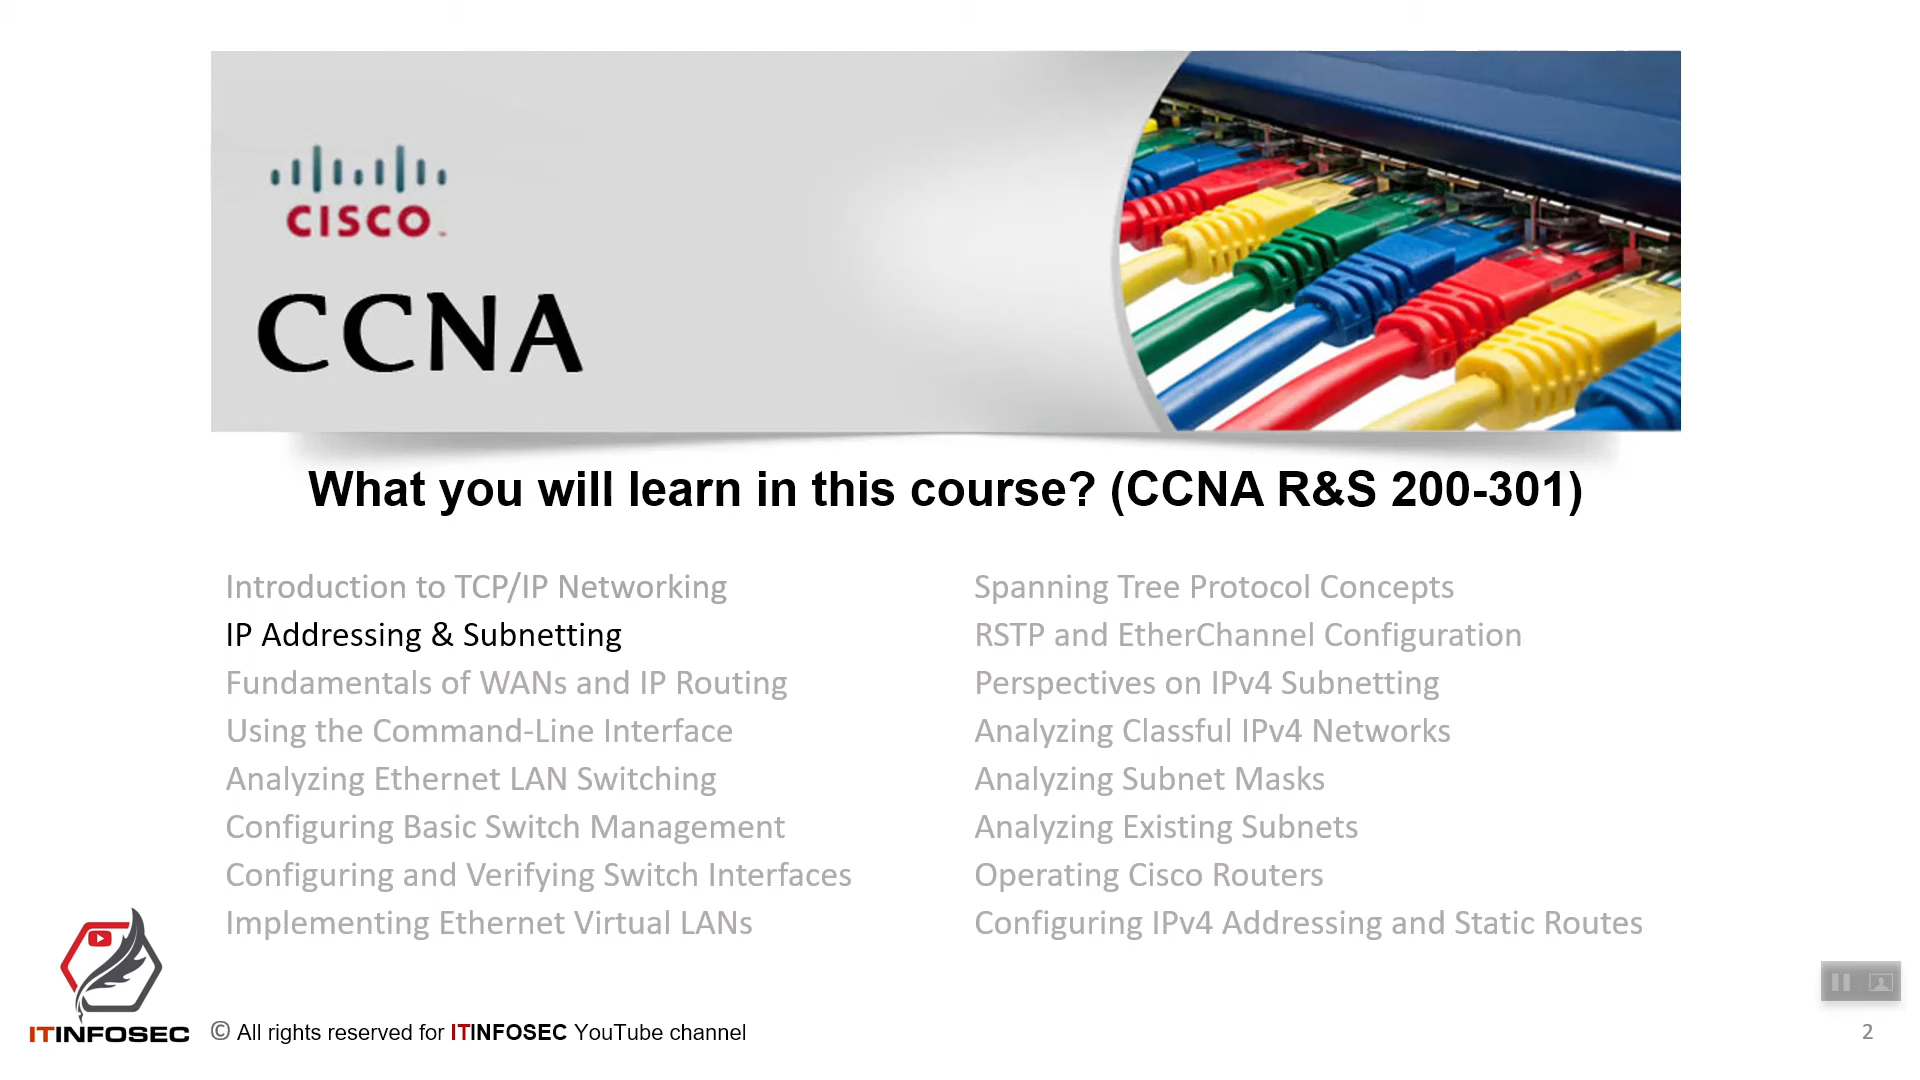 CISCO
CCNA
What you will learn in this course? (CCNA R&S 200-301)
Introduction to TCP/IP Networking
IP Addressing & Subnetting
Fundamentals of WANs and IP Routing
Using the Command-Line Interface
Analyzing Ethernet LAN Switching
Configuring Basic Switch Management
Configuring and Verifying Switch Interfaces
Implementing Ethernet Virtual LANs
Spanning Tree Protocol Concepts
RSTP and EtherChannel Configuration
Perspectives on IPv4 Subnetting
Analyzing Classful IPv4 Networks
Analyzing Subnet Masks
Analyzing Existing Subnets
Operating Cisco Routers
Configuring IPv4 Addressing and Static Routes
ITINFOSEC
© All rights reserved for ITINFOSEC YouTube channel
2